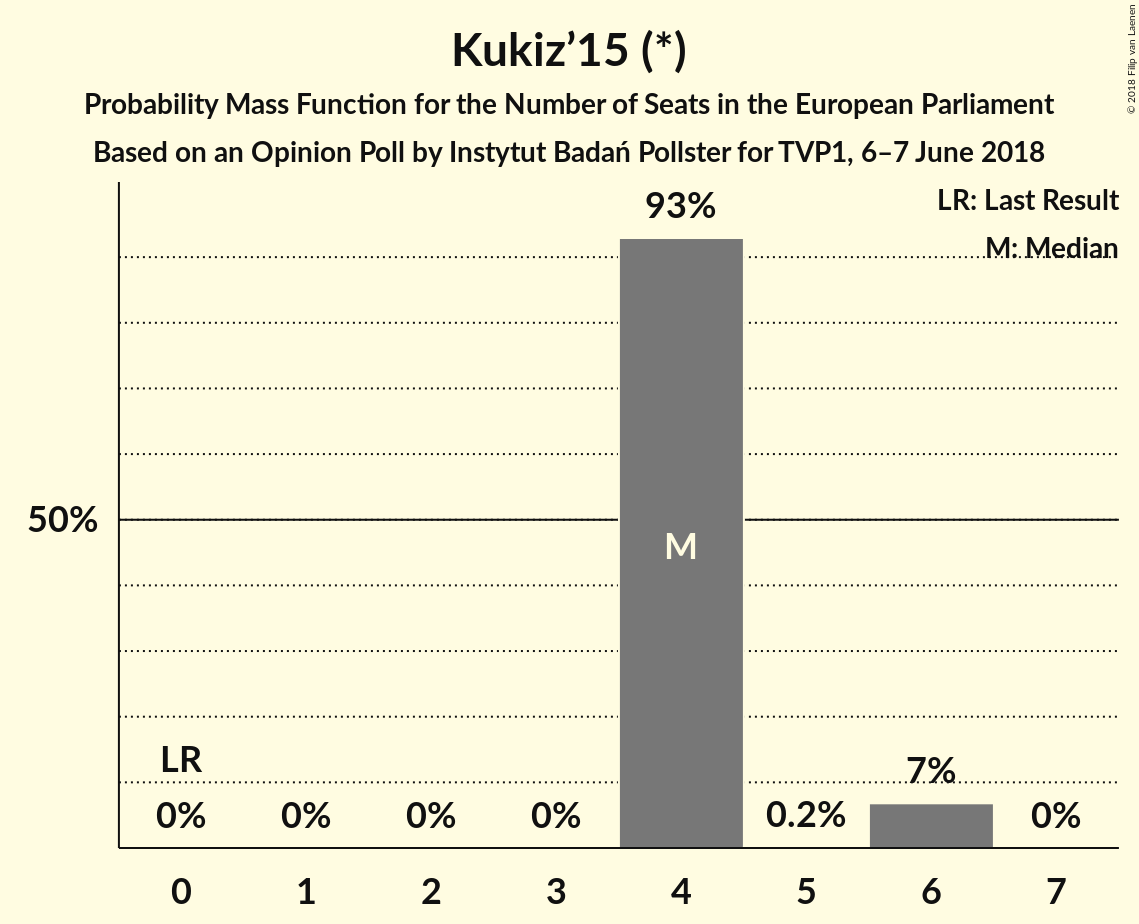 Kukiz’15 (*)
Probability Mass Function for the Number of Seats in the European Parliament
Based on an Opinion Poll by Instytut Badań Pollster for TVP1, 6–7 June 2018
© 2018 Filip van Laenen
LR: Last Result
M: Median
93%
50%
M
LR
7%
0% 0% 0% 0% 0.2% 0%
0 1 2 3 4 5 6 7